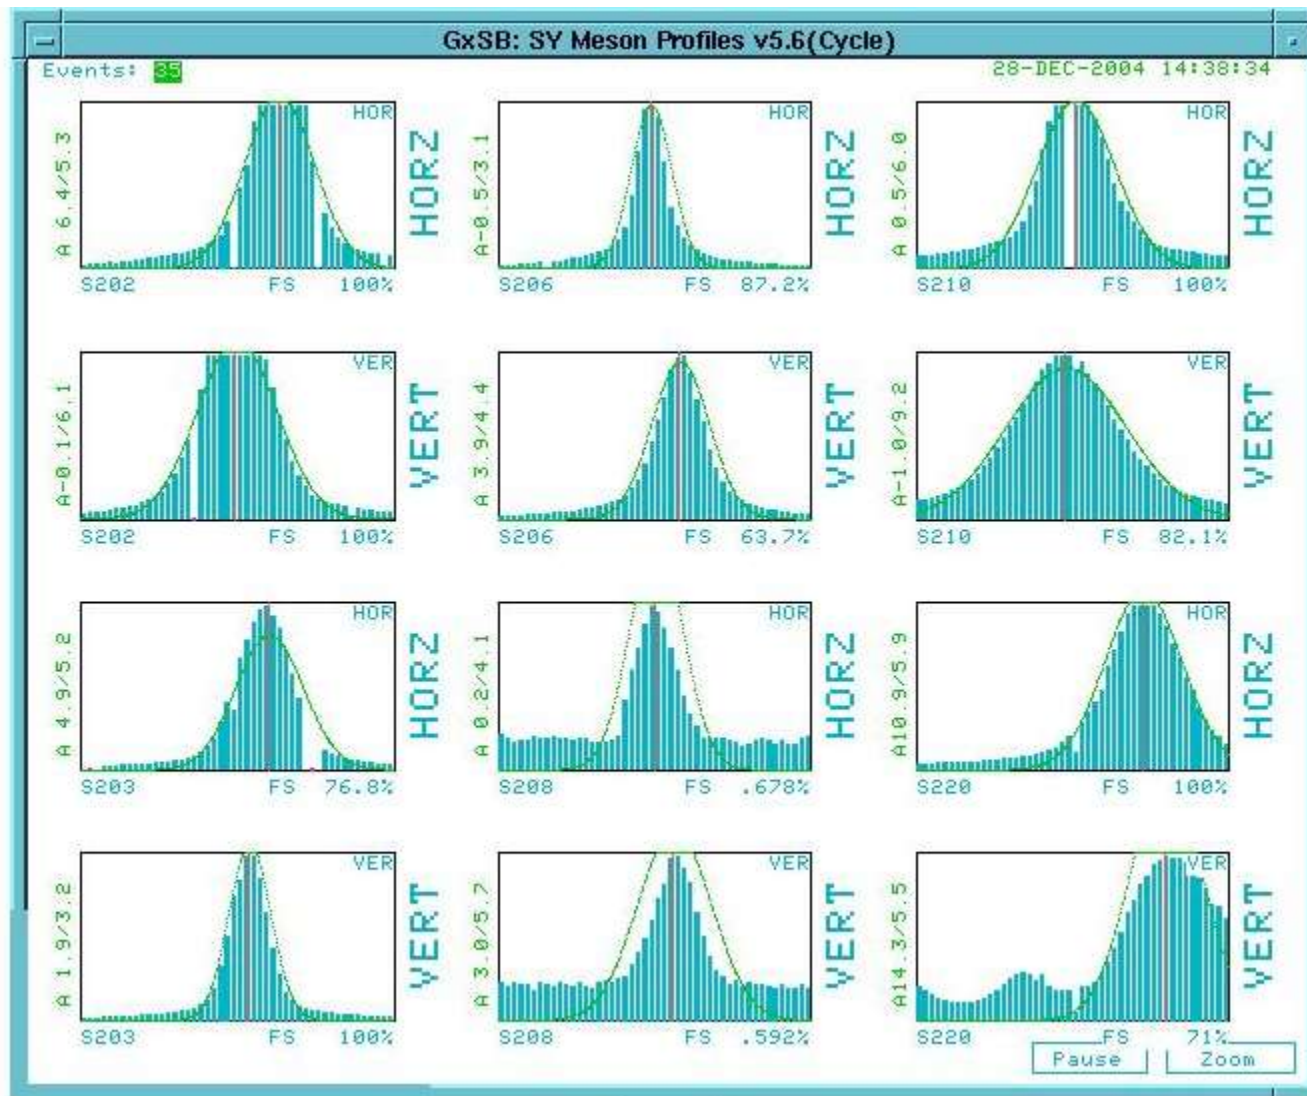 GxSB: SY Meson Profiles v5.6(Cycle)
Events: 35 28-DEC-2004 14:38:34
A 6.4/5.3 HOR HORZ A-0.5/3.1 HOR HORZ A 0.5/6.0 HOR HORZ
S202 FS 100% S206 FS 87.2% S210 FS 100%
A-0.1/6.1 VER VERT A 3.9/4.4 VER VERT A-1.0/9.2 VER VERT
S202 FS 100% S206 FS 63.7% S210 FS 82.1%
A 4.9/5.2 HOR HORZ A 0.2/4.1 HOR HORZ A10.9/5.9 HOR HORZ
S203 FS 76.8% S208 FS .678% S220 FS 100%
A 1.9/3.2 VER VERT A 3.0/5.7 VER VERT A14.3/5.5 VER VERT
S203 FS 100% S208 FS .592% S220 FS 71%
Pause Zoom